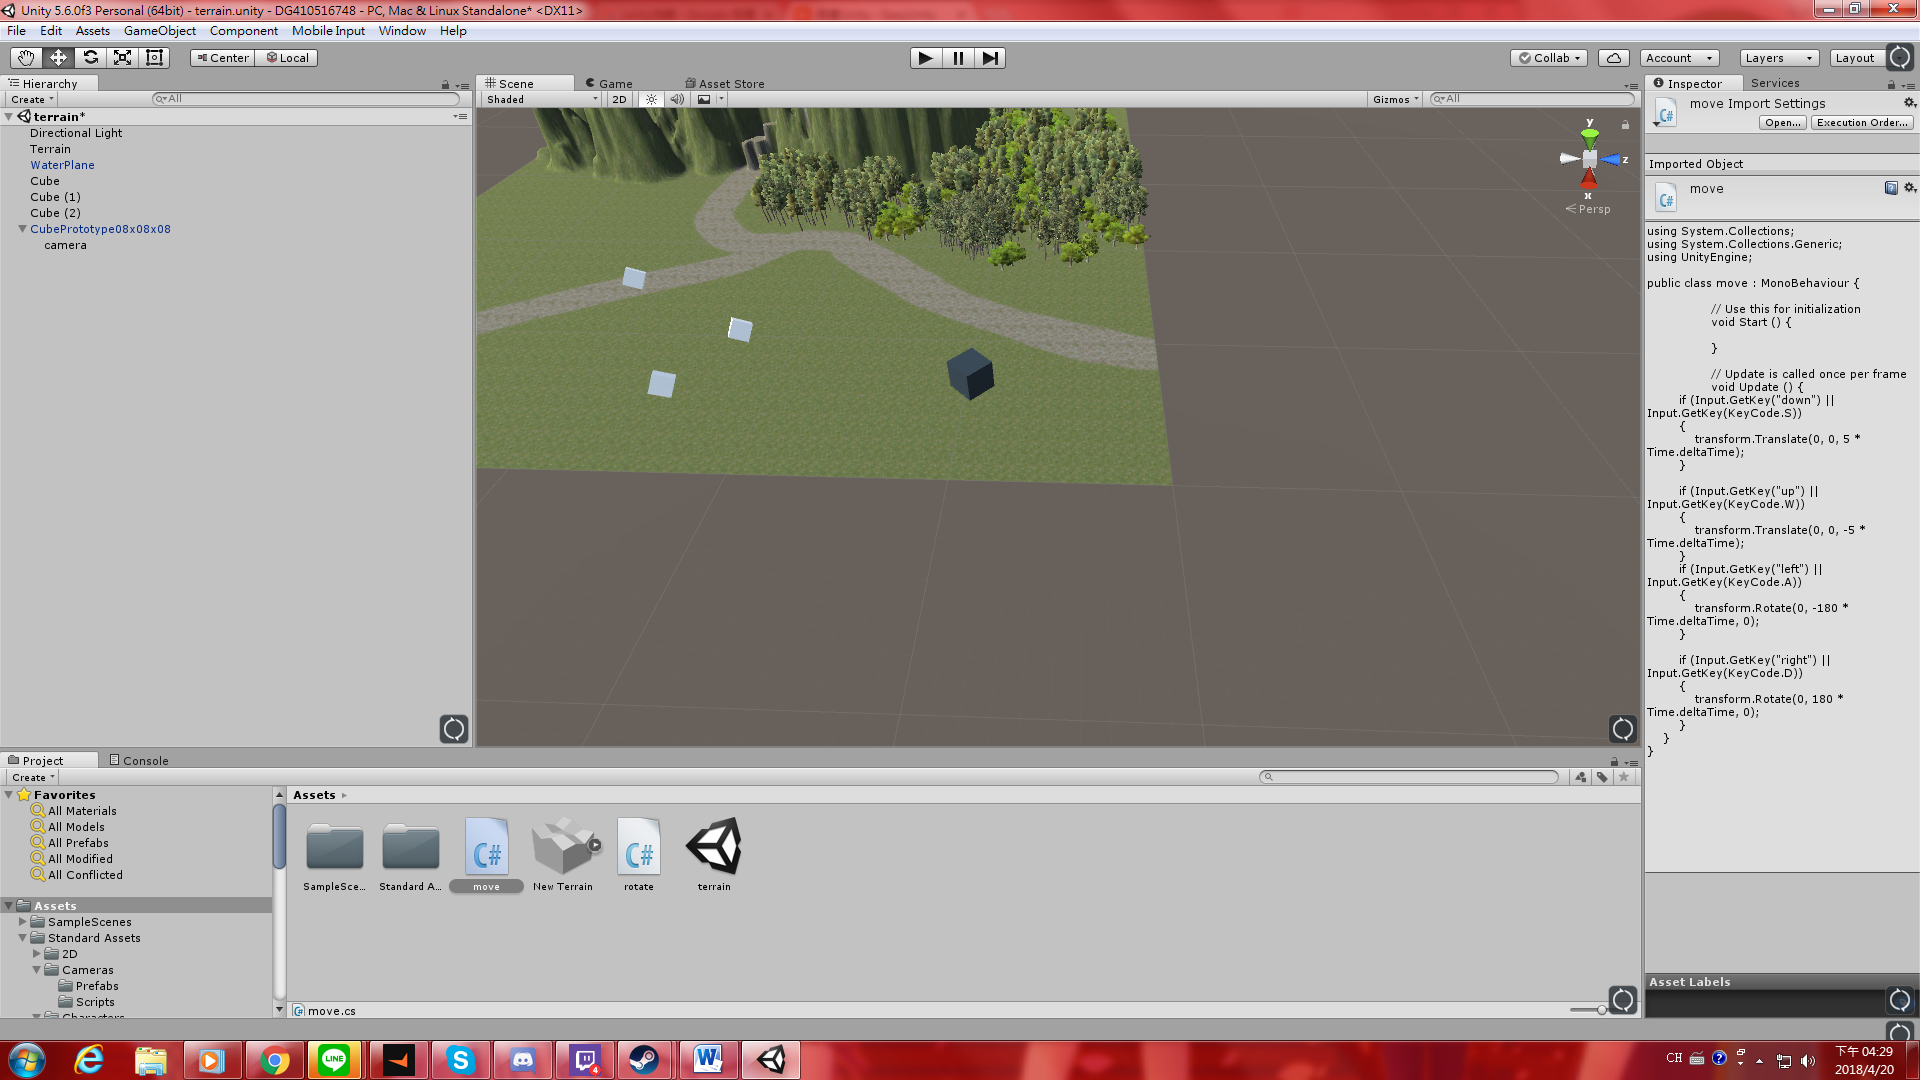 Unity 5.6.0f3 Personal (64bit) - terrain.unity - DG410516748 - PC, Mac & Linux Standalone* <DX11>
File Edit Assets GameObject Component Mobile Input Window Help
Center Local Collab Account Layers Layout
Hierarchy
Create All
terrain*
Directional Light
Terrain
WaterPlane
Cube
Cube (1)
Cube (2)
CubePrototype08x08x08
camera
Scene Game Asset Store
Shaded 2D Gizmos All
y
z
x
Persp
Inspector Services
move Import Settings
Open... Execution Order...
Imported Object
move
using System.Collections;
using System.Collections.Generic;
using UnityEngine;
public class move : MonoBehaviour {
// Use this for initialization
void Start () {
}
// Update is called once per frame
void Update () {
if (Input.GetKey("down") ||
Input.GetKey(KeyCode.S))
{
transform.Translate(0, 0, 5 *
Time.deltaTime);
}
if (Input.GetKey("up") ||
Input.GetKey(KeyCode.W))
{
transform.Translate(0, 0, -5 *
Time.deltaTime);
}
if (Input.GetKey("left") ||
Input.GetKey(KeyCode.A))
{
transform.Rotate(0, -180 *
Time.deltaTime, 0);
}
if (Input.GetKey("right") ||
Input.GetKey(KeyCode.D))
{
transform.Rotate(0, 180 *
Time.deltaTime, 0);
}
}
}
Asset Labels
Project Console
Create
Favorites
All Materials
All Models
All Prefabs
All Modified
All Conflicted
Assets
SampleScenes
Standard Assets
2D
Cameras
Prefabs
Scripts
Assets
C# C#
SampleSce... Standard A... move New Terrain rotate terrain
move.cs
LINE
4
CH
下午 04:29
2018/4/20